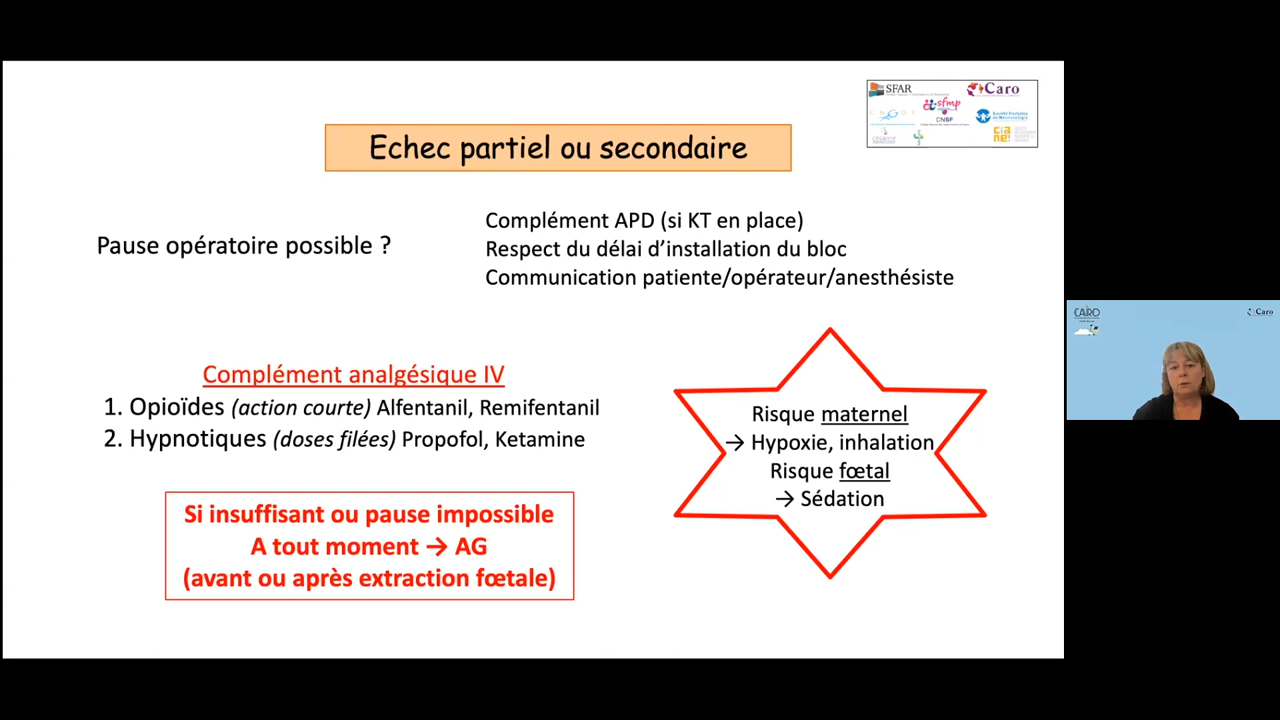 SFAR
Caro
sfmp
CNSF
Echec partiel ou secondaire
Pause opératoire possible ?
Complément APD (si KT en place)
Respect du délai d’installation du bloc
Communication patiente/opérateur/anesthésiste
Complément analgésique IV
1. Opioïdes (action courte) Alfentanil, Remifentanil
2. Hypnotiques (doses filées) Propofol, Ketamine
Risque maternel
→ Hypoxie, inhalation
Risque fœtal
→ Sédation
Si insuffisant ou pause impossible
A tout moment → AG
(avant ou après extraction fœtale)
Caro